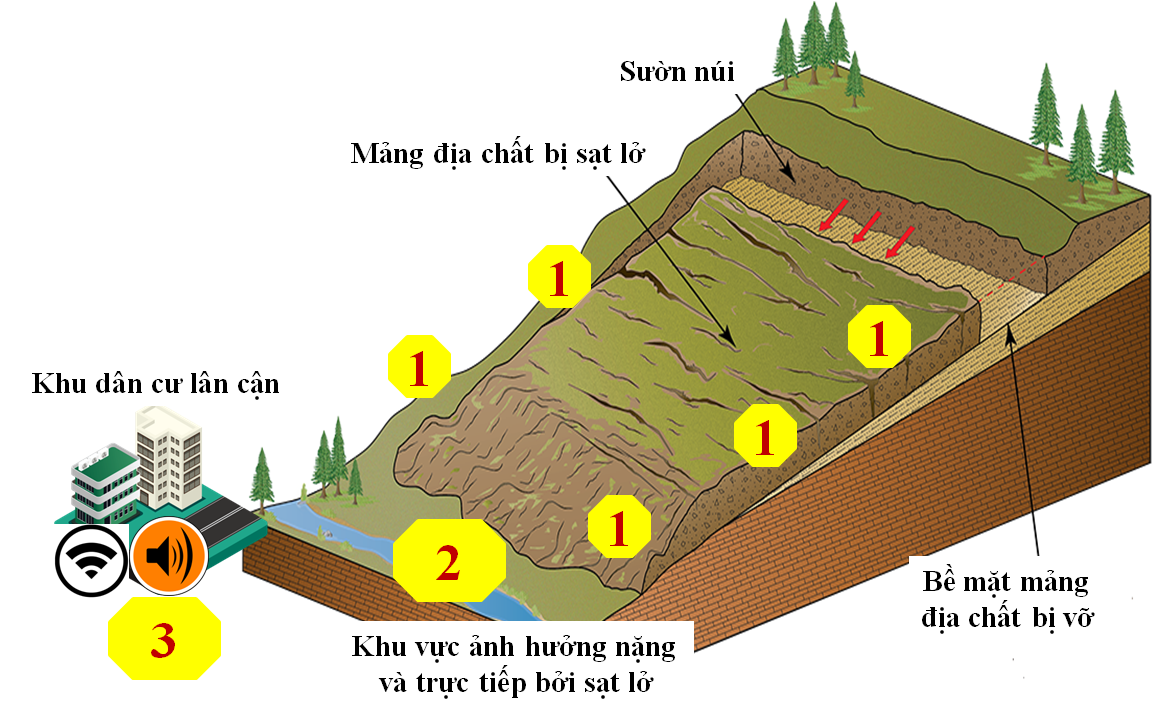 Sườn núi
Mảng địa chất bị sạt lở
1
1
1
Khu dân cư lân cận
1
1
2
3
Bề mặt mảng
địa chất bị vỡ
Khu vực ảnh hưởng nặng
và trực tiếp bởi sạt lở